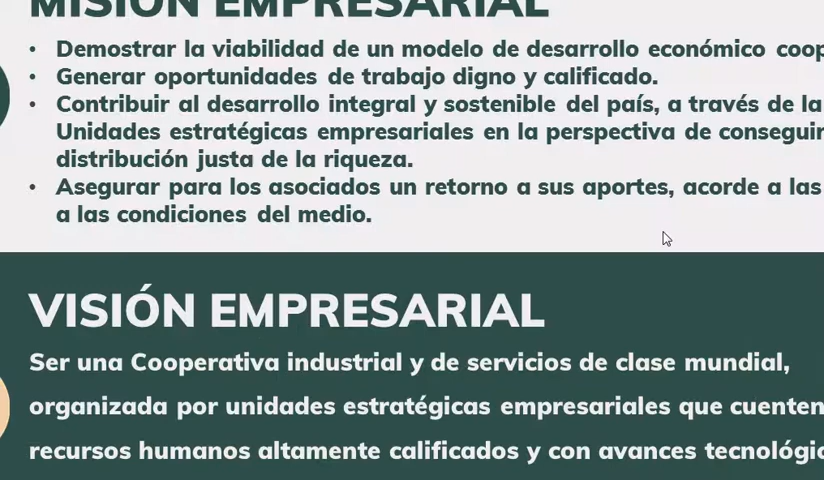 MISIÓN EMPRESARIAL
• Demostrar la viabilidad de un modelo de desarrollo económico
• Generar oportunidades de trabajo digno y calificado.
• Contribuir al desarrollo integral y sostenible del país, a través de la
Unidades estratégicas empresariales en la perspectiva de
distribución justa de la riqueza.
• Asegurar para los asociados un retorno a sus aportes, acorde a las
a las condiciones del medio.
VISIÓN EMPRESARIAL
Ser una Cooperativa industrial y de servicios de clase mundial,
organizada por unidades estratégicas empresariales que cuenten
recursos humanos altamente calificados y con avances